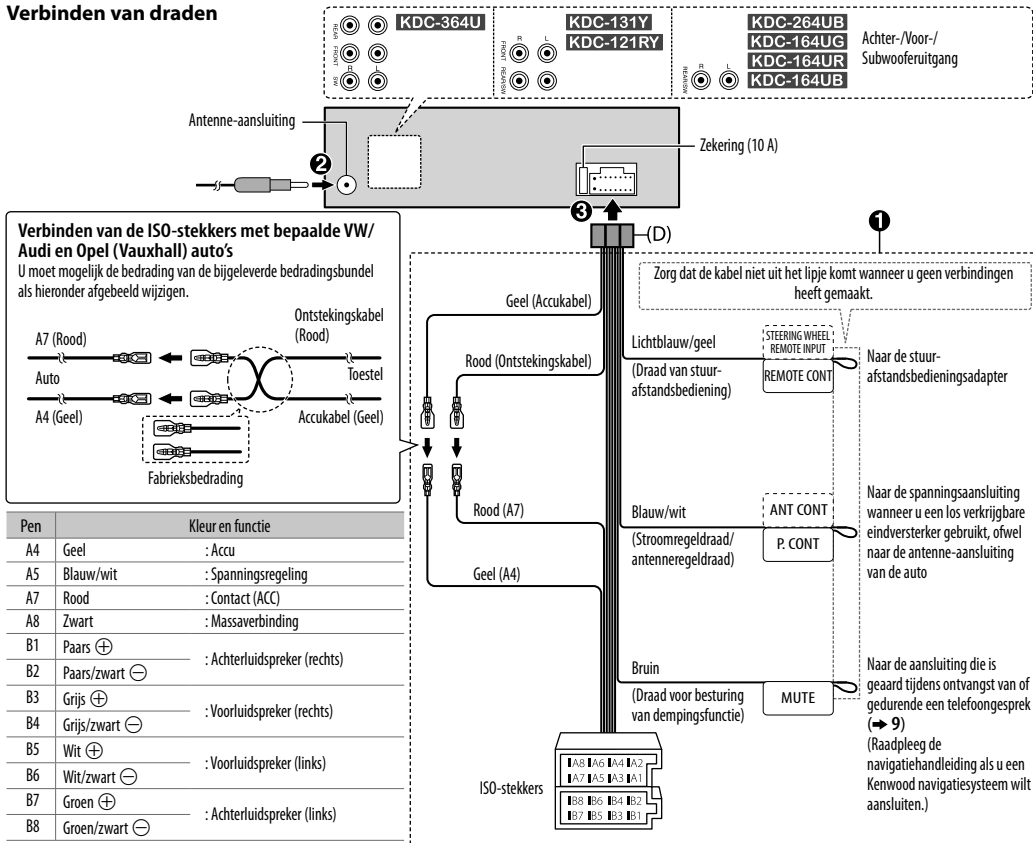 Verbinden van draden
REAR
FRONT
R
L
SW
KDC-364U
R
L
FRONT
REAR/SW
KDC-131Y
KDC-121RY
R
L
REAR/SW
KDC-264UB
KDC-164UG
KDC-164UR
KDC-164UB
Achter-/Voor-/
Subwooferuitgang
Antenne-aansluiting
Zekering (10 A)
2
3
(D)
1
Verbinden van de ISO-stekkers met bepaalde VW/
Audi en Opel (Vauxhall) auto's
U moet mogelijk de bedrading van de bijgeleverde bedradingsbundel
als hieronder afgebeeld wijzigen.
A7 (Rood)
Ontstekingskabel
(Rood)
Auto
Toestel
A4 (Geel)
Accukabel (Geel)
Fabrieksbedrading
Geel (Accukabel)
Rood (Ontstekingskabel)
Rood (A7)
Geel (A4)
Zorg dat de kabel niet uit het lipje komt wanneer u geen verbindingen
heeft gemaakt.
Lichtblauw/geel
(Draad van stuur-
afstandsbediening)
STEERING WHEEL
REMOTE INPUT
REMOTE CONT
Naar de stuur-
afstandsbedieningsadapter
Blauw/wit
(Stroomregeldraad/
antenneregeldraad)
ANT CONT
P. CONT
Naar de spanningsaansluiting
wanneer u een los verkrijgbare
eindversterker gebruikt, ofwel
naar de antenne-aansluiting
van de auto
Bruin
(Draad voor besturing
van dempingsfunctie)
MUTE
Naar de aansluiting die is
geaard tijdens ontvangst van of
gedurende een telefoongesprek
(➡ 9)
(Raadpleeg de
navigatiehandleiding als u een
Kenwood navigatiesysteem wilt
aansluiten.)
Pen Kleur en functie
A4 Geel : Accu
A5 Blauw/wit : Spanningsregeling
A7 Rood : Contact (ACC)
A8 Zwart : Massaverbinding
B1 Paars ⊕ : Achterluidspreker (rechts)
B2 Paars/zwart ⊖
B3 Grijs ⊕ : Voorluidspreker (rechts)
B4 Grijs/zwart ⊖
B5 Wit ⊕ : Voorluidspreker (links)
B6 Wit/zwart ⊖
B7 Groen ⊕ : Achterluidspreker (links)
B8 Groen/zwart ⊖
ISO-stekkers
A8 A6 A4 A2
A7 A5 A3 A1
B8 B6 B4 B2
B7 B5 B3 B1